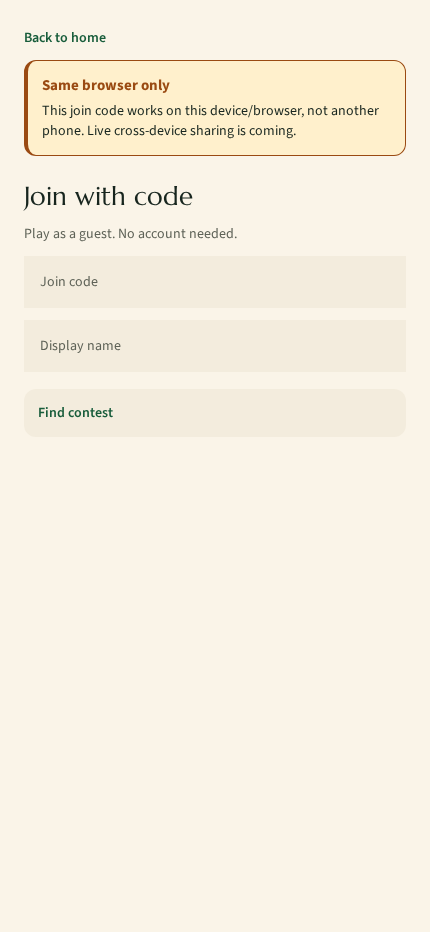 Back to home
Same browser only
This join code works on this device/browser, not another
phone. Live cross-device sharing is coming.
Join with code
Play as a guest. No account needed.
Join code
Display name
Find contest